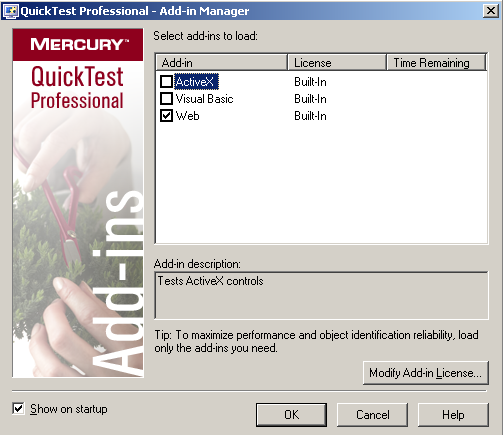 QuickTest Professional - Add-in Manager
MERCURY™
QuickTest
Professional
Add-ins
Select add-ins to load:
Add-in License Time Remaining
ActiveX Built-In
Visual Basic Built-In
Web Built-In
Add-in description:
Tests ActiveX controls
Tip: To maximize performance and object identification reliability, load
only the add-ins you need.
Modify Add-in License...
Show on startup
OK Cancel Help